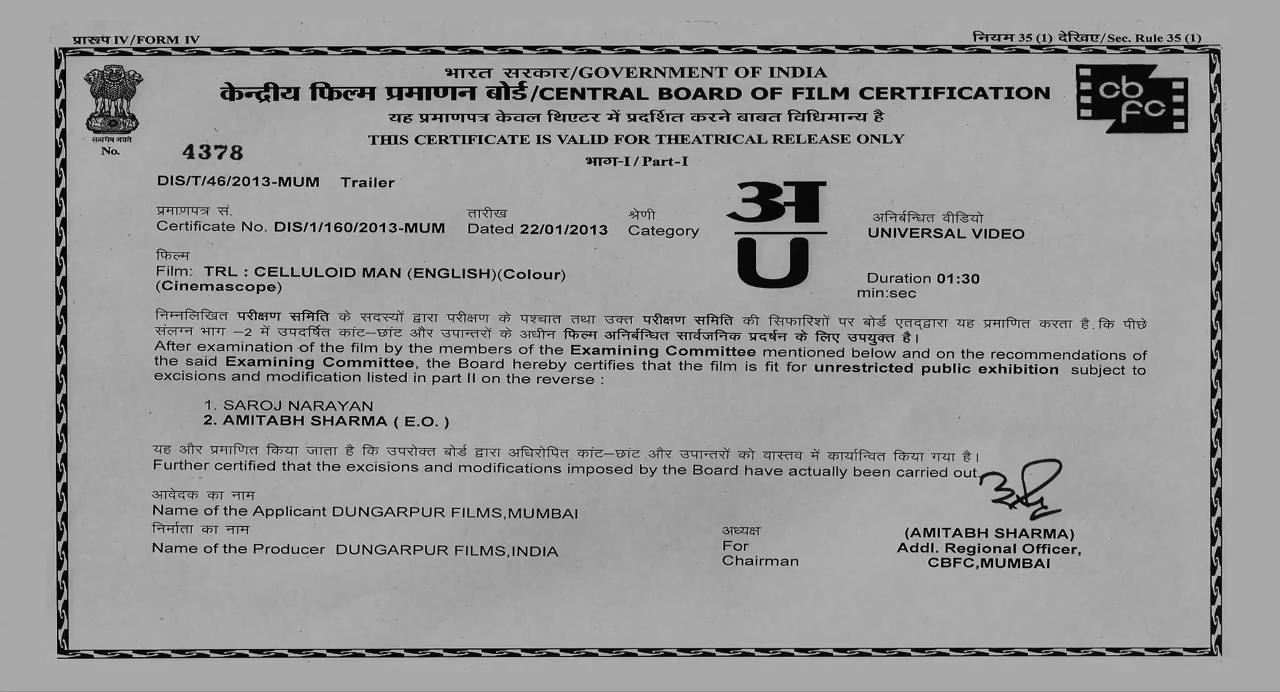 प्रारूप IV/FORM IV
नियम 35 (1) देखिए/Sec. Rule 35 (1)
भारत सरकार/GOVERNMENT OF INDIA
केन्द्रीय फिल्म प्रमाणन बोर्ड/CENTRAL BOARD OF FILM CERTIFICATION
cb
fc
यह प्रमाणपत्र केवल थिएटर में प्रदर्शित करने बाबत विधिमान्य है
सत्यमेव जयते
THIS CERTIFICATE IS VALID FOR THEATRICAL RELEASE ONLY
No. 4378
भाग-I / Part-I
DIS/T/46/2013-MUM Trailer
अ
U
प्रमाणपत्र सं. तारीख श्रेणी अनिर्बन्धित वीडियो
Certificate No. DIS/1/160/2013-MUM Dated 22/01/2013 Category UNIVERSAL VIDEO
फिल्म
Film: TRL : CELLULOID MAN (ENGLISH)(Colour)
(Cinemascope)
Duration 01:30
min:sec
निम्नलिखित परीक्षण समिति के सदस्यों द्वारा परीक्षण के पश्चात तथा उक्त परीक्षण समिति की सिफारिशों पर बोर्ड एतद्द्वारा यह प्रमाणित करता है.कि पीछे
संलग्न भाग –2 में उपदर्षित कांट–छांट और उपान्तरों के अधीन फिल्म अनिर्बन्धित सार्वजनिक प्रदर्षन के लिए उपयुक्त है।
After examination of the film by the members of the Examining Committee mentioned below and on the recommendations of
the said Examining Committee, the Board hereby certifies that the film is fit for unrestricted public exhibition subject to
excisions and modification listed in part II on the reverse :
1. SAROJ NARAYAN
2. AMITABH SHARMA ( E.O. )
यह और प्रमाणित किया जाता है कि उपरोक्त बोर्ड द्वारा अधिरोपित कांट–छांट और उपान्तरों को वास्तव में कार्यान्वित किया गया है।
Further certified that the excisions and modifications imposed by the Board have actually been carried out.
आवेदक का नाम
Name of the Applicant DUNGARPUR FILMS,MUMBAI
निर्माता का नाम
Name of the Producer DUNGARPUR FILMS,INDIA
अध्यक्ष
For
Chairman
(AMITABH SHARMA)
Addl. Regional Officer,
CBFC,MUMBAI